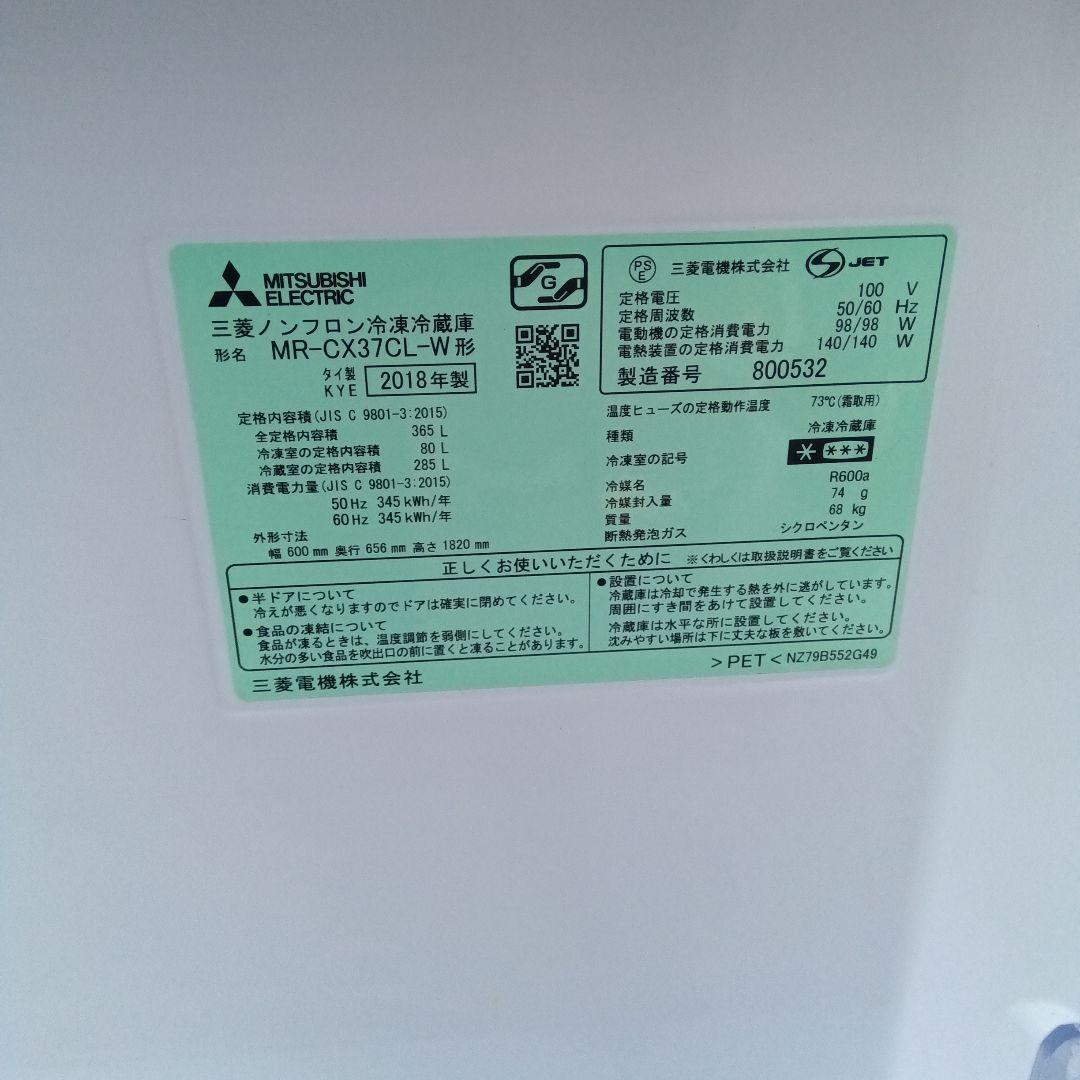 MITSUBISHI
ELECTRIC
三菱ノンフロン冷凍冷蔵庫
形名 MR-CX37CL-W 形
タイ製
KYE
2018年製
定格内容積(JIS C 9801-3:2015)
全定格内容積 365 L
冷凍室の定格内容積 80 L
冷蔵室の定格内容積 285 L
消費電力量(JIS C 9801-3:2015)
50Hz 345kWh/年
60Hz 345kWh/年
外形寸法
幅 600 mm 奥行 656 mm 高さ 1820 mm
G
PS
E
三菱電機株式会社
JET
定格電圧 100 V
定格周波数 50/60 Hz
電動機の定格消費電力 98/98 W
電熱装置の定格消費電力 140/140 W
製造番号 800532
温度ヒューズの定格動作温度 73℃(霜取用)
種類 冷凍冷蔵庫
冷凍室の記号 * ***
冷媒名 R600a
冷媒封入量 74 g
質量 68 kg
断熱発泡ガス シクロペンタン
正しくお使いいただくために ※くわしくは取扱説明書をご覧ください
●半ドアについて
冷えが悪くなりますのでドアは確実に閉めてください。
●食品の凍結について
食品が凍るときは、温度調節を弱側にしてください。
水分の多い食品を吹出口の前に置くと凍ることがあります。
●設置について
冷蔵庫は冷却で発生する熱を外に逃がしています。
周囲にすき間をあけて設置してください。
冷蔵庫は水平な所に設置してください。
沈みやすい場所は下に丈夫な板を敷いてください。
三菱電機株式会社
>PET< NZ79B552G49